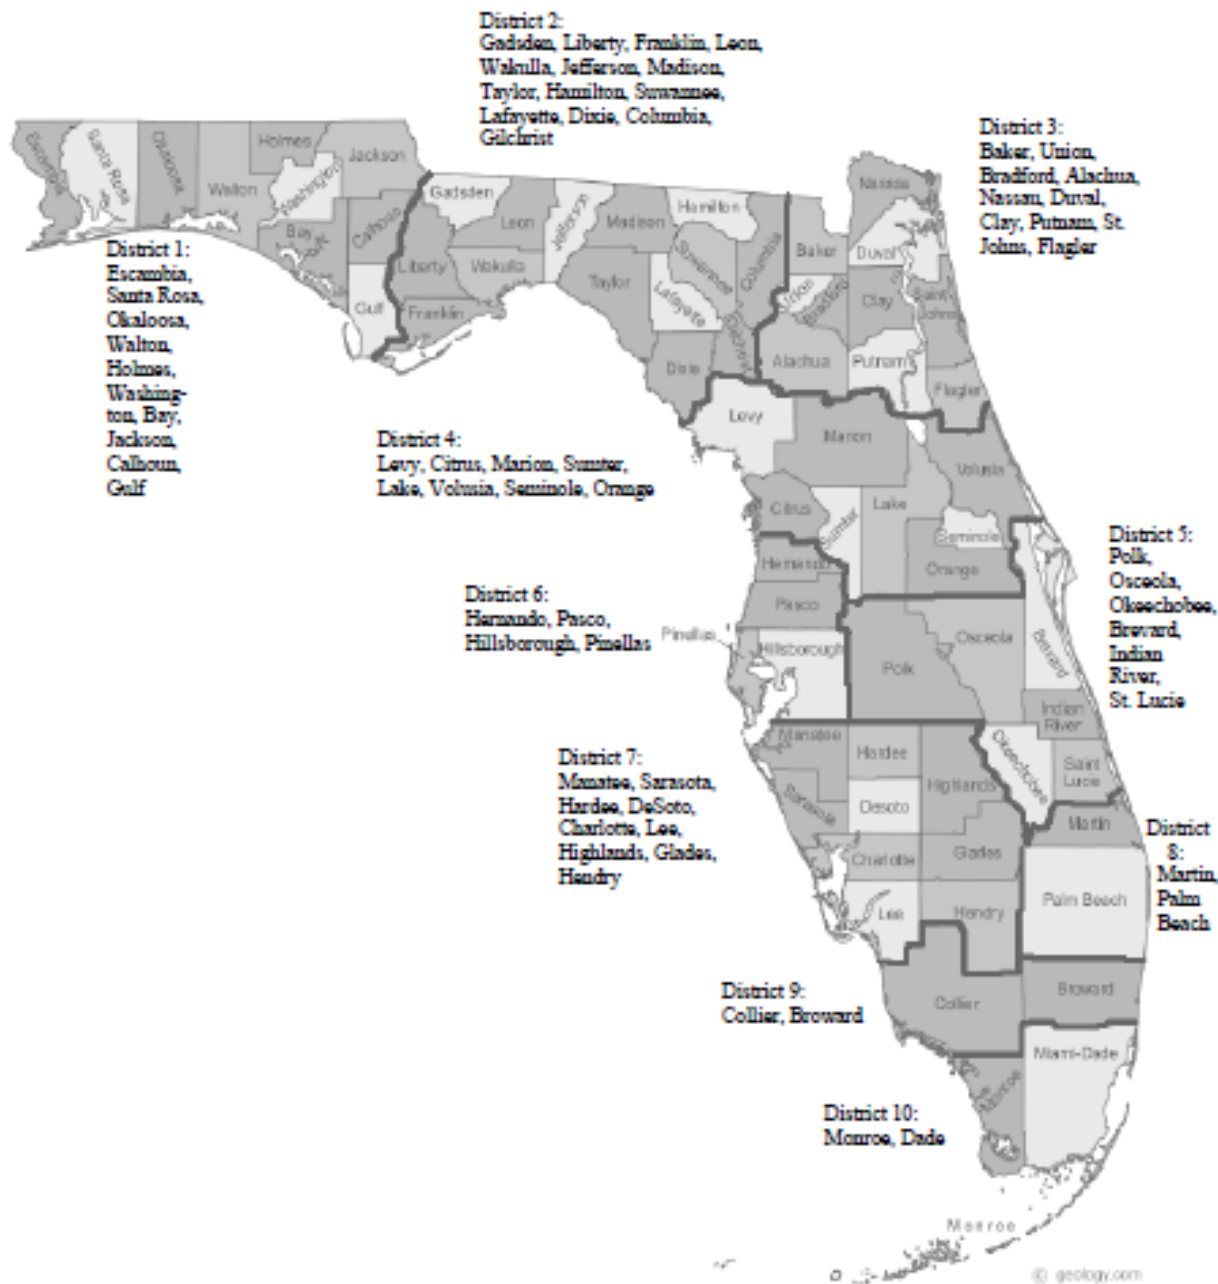 District 2:
Gadsden, Liberty, Franklin, Leon,
Wakulla, Jefferson, Madison,
Taylor, Hamilton, Suwannee,
Lafayette, Dixie, Columbia,
Gilchrist
District 3:
Baker, Union,
Bradford, Alachua,
Nassau, Duval,
Clay, Putnam, St.
Johns, Flagler
Escambia
Santa Rosa
Okaloosa
Walton
Holmes
Washington
Jackson
Bay
Calhoun
Gulf
Gulf
Gadsden
Liberty
Franklin
Leon
Wakulla
Jefferson
Madison
Taylor
Hamilton
Suwannee
Lafayette
Dixie
Gilchrist
Columbia
Baker
Union
Bradford
Alachua
Nassau
Duval
Clay
Putnam
Saint
Johns
Flagler
District 1:
Escambia,
Santa Rosa,
Okaloosa,
Walton,
Holmes,
Washing-
ton, Bay,
Jackson,
Calhoun,
Gulf
District 4:
Levy, Citrus, Marion, Sumter,
Lake, Volusia, Seminole, Orange
Levy
Marion
Volusia
Citrus
Sumter
Lake
Seminole
Orange
District 5:
Polk,
Osceola,
Okeechobee,
Brevard,
Indian
River,
St. Lucie
District 6:
Hernando, Pasco,
Hillsborough, Pinellas
Hernando
Pasco
Pinellas
Hillsborough
Polk
Osceola
Brevard
Indian
River
Okeechobee
Saint
Lucie
District 7:
Manatee, Sarasota,
Hardee, DeSoto,
Charlotte, Lee,
Highlands, Glades,
Hendry
Manatee
Hardee
Highlands
Sarasota
Desoto
Charlotte
Glades
Lee
Hendry
Martin
Palm Beach
District
8:
Martin,
Palm
Beach
District 9:
Collier, Broward
Collier
Broward
Miami-Dade
Monroe
District 10:
Monroe, Dade
Monroe
© geology.com